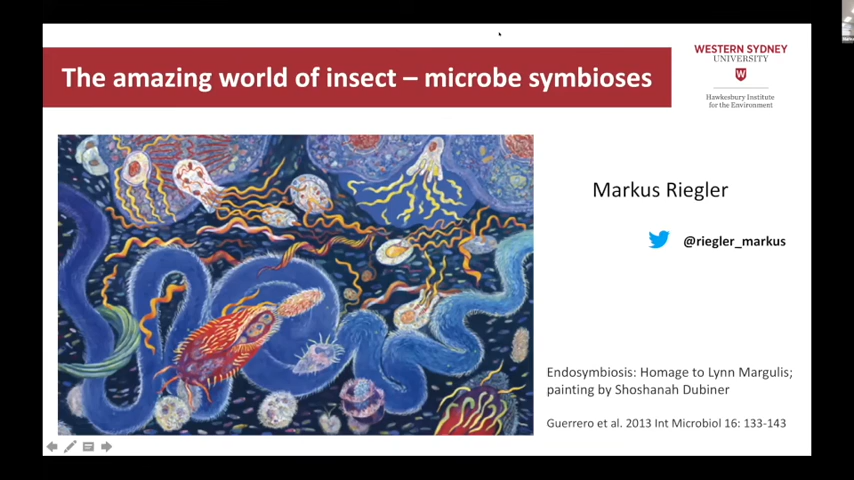 The amazing world of insect – microbe symbioses
WESTERN SYDNEY
UNIVERSITY
W
Hawkesbury Institute
for the Environment
Markus Riegler
@riegler_markus
Endosymbiosis: Homage to Lynn Margulis;
painting by Shoshanah Dubiner
Guerrero et al. 2013 Int Microbiol 16: 133-143